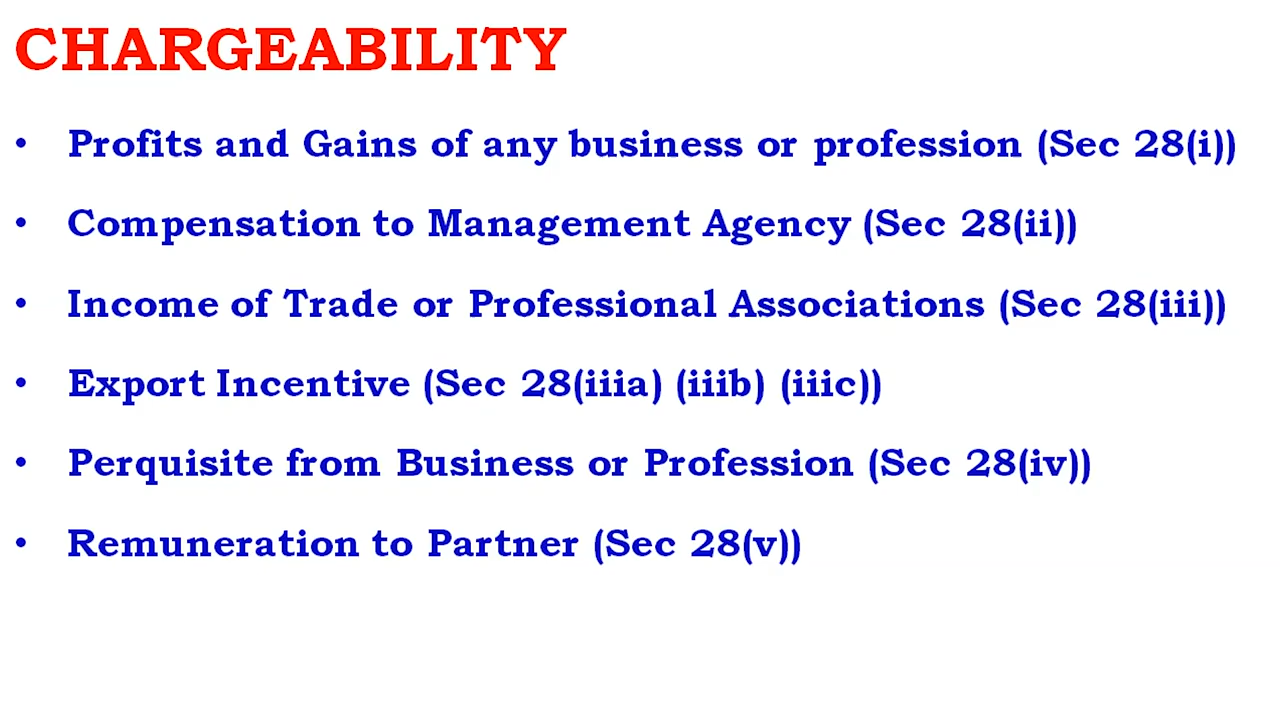 CHARGEABILITY
• Profits and Gains of any business or profession (Sec 28(i))
• Compensation to Management Agency (Sec 28(ii))
• Income of Trade or Professional Associations (Sec 28(iii))
• Export Incentive (Sec 28(iiia) (iiib) (iiic))
• Perquisite from Business or Profession (Sec 28(iv))
• Remuneration to Partner (Sec 28(v))